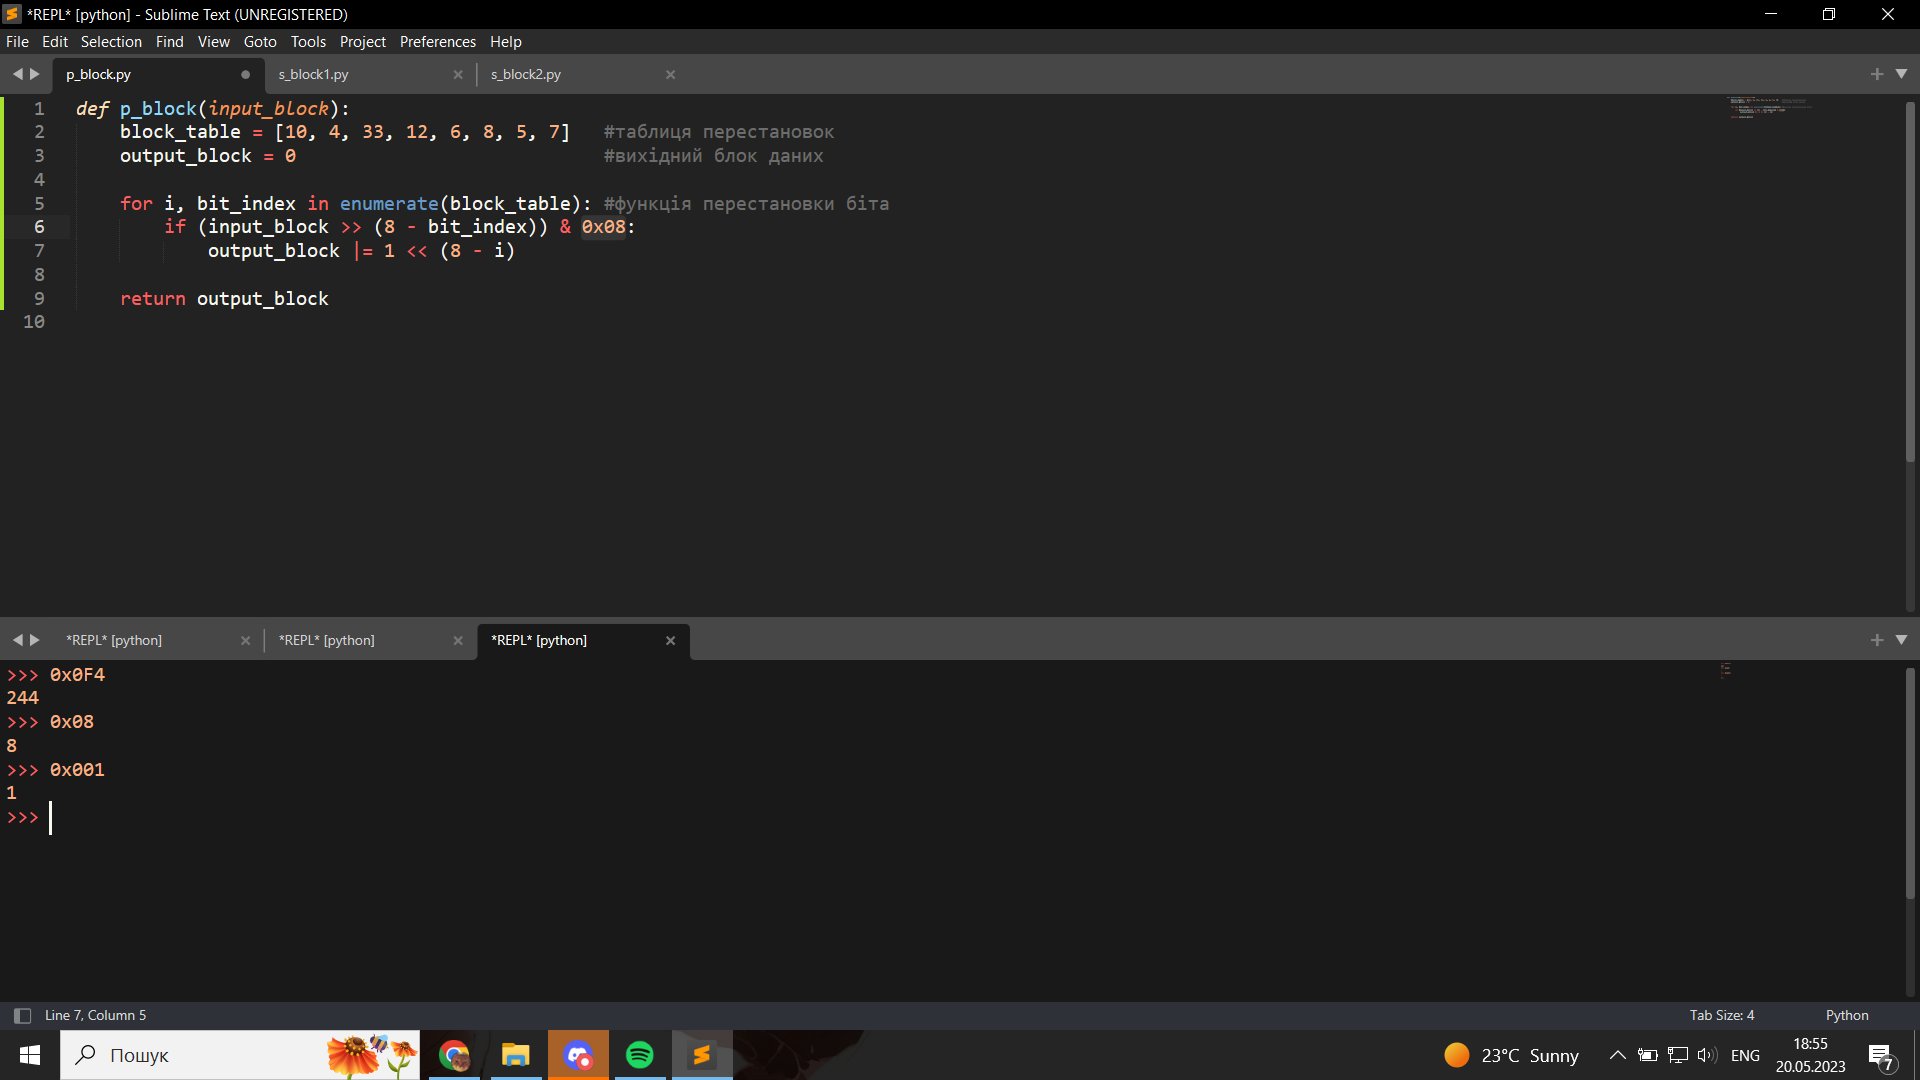 *REPL* [python] - Sublime Text (UNREGISTERED)
File Edit Selection Find View Goto Tools Project Preferences Help
p_block.py s_block1.py s_block2.py
1 def p_block(input_block):
2 block_table = [10, 4, 33, 12, 6, 8, 5, 7] #таблиця перестановок
3 output_block = 0 #вихідний блок даних
4
5 for i, bit_index in enumerate(block_table): #функція перестановки біта
6 if (input_block >> (8 - bit_index)) & 0x08:
7 output_block |= 1 << (8 - i)
8
9 return output_block
10
*REPL* [python] *REPL* [python] *REPL* [python]
>>> 0x0F4
244
>>> 0x08
8
>>> 0x001
1
>>>
Line 7, Column 5 Tab Size: 4 Python
Пошук 23°C Sunny ENG 18:55
20.05.2023 7